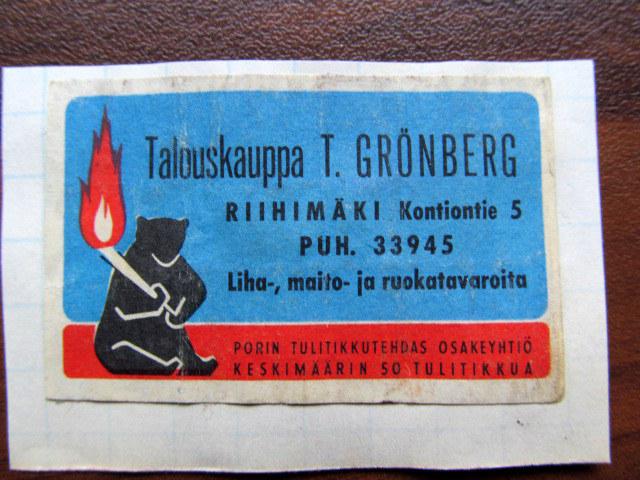 Talouskauppa T. GRÖNBERG
RIIHIMÄKI Kontiontie 5
PUH. 33945
Liha-, maito- ja ruokatavaroita
PORIN TULITIKKUTEHDAS OSAKEYHTIÖ
KESKIMÄÄRIN 50 TULITIKKUA